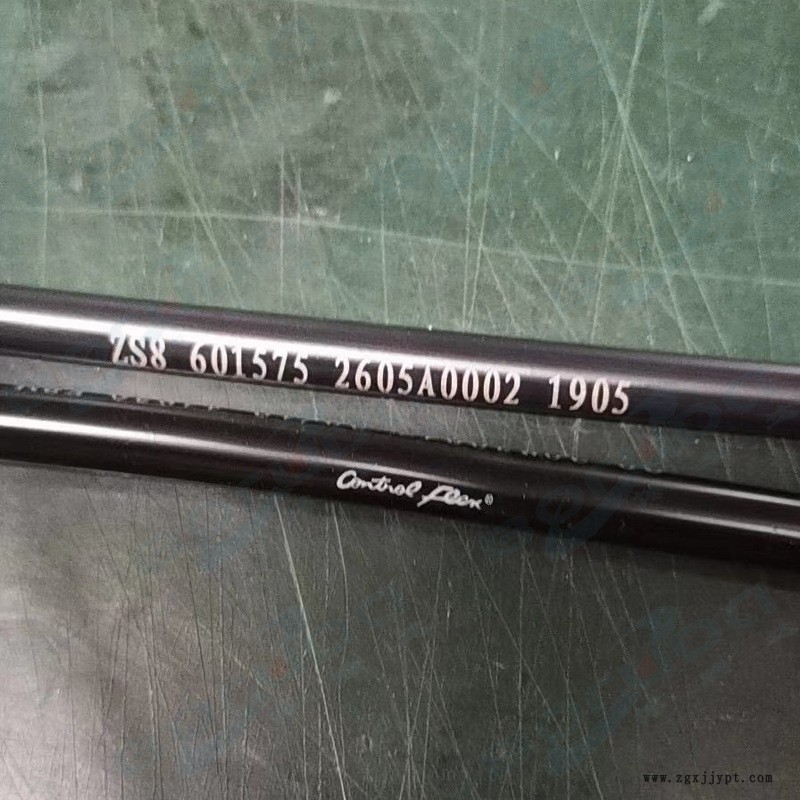 ZS8 601575 2605A0002 1905
Control Flex®
www.zgxjjypt.com